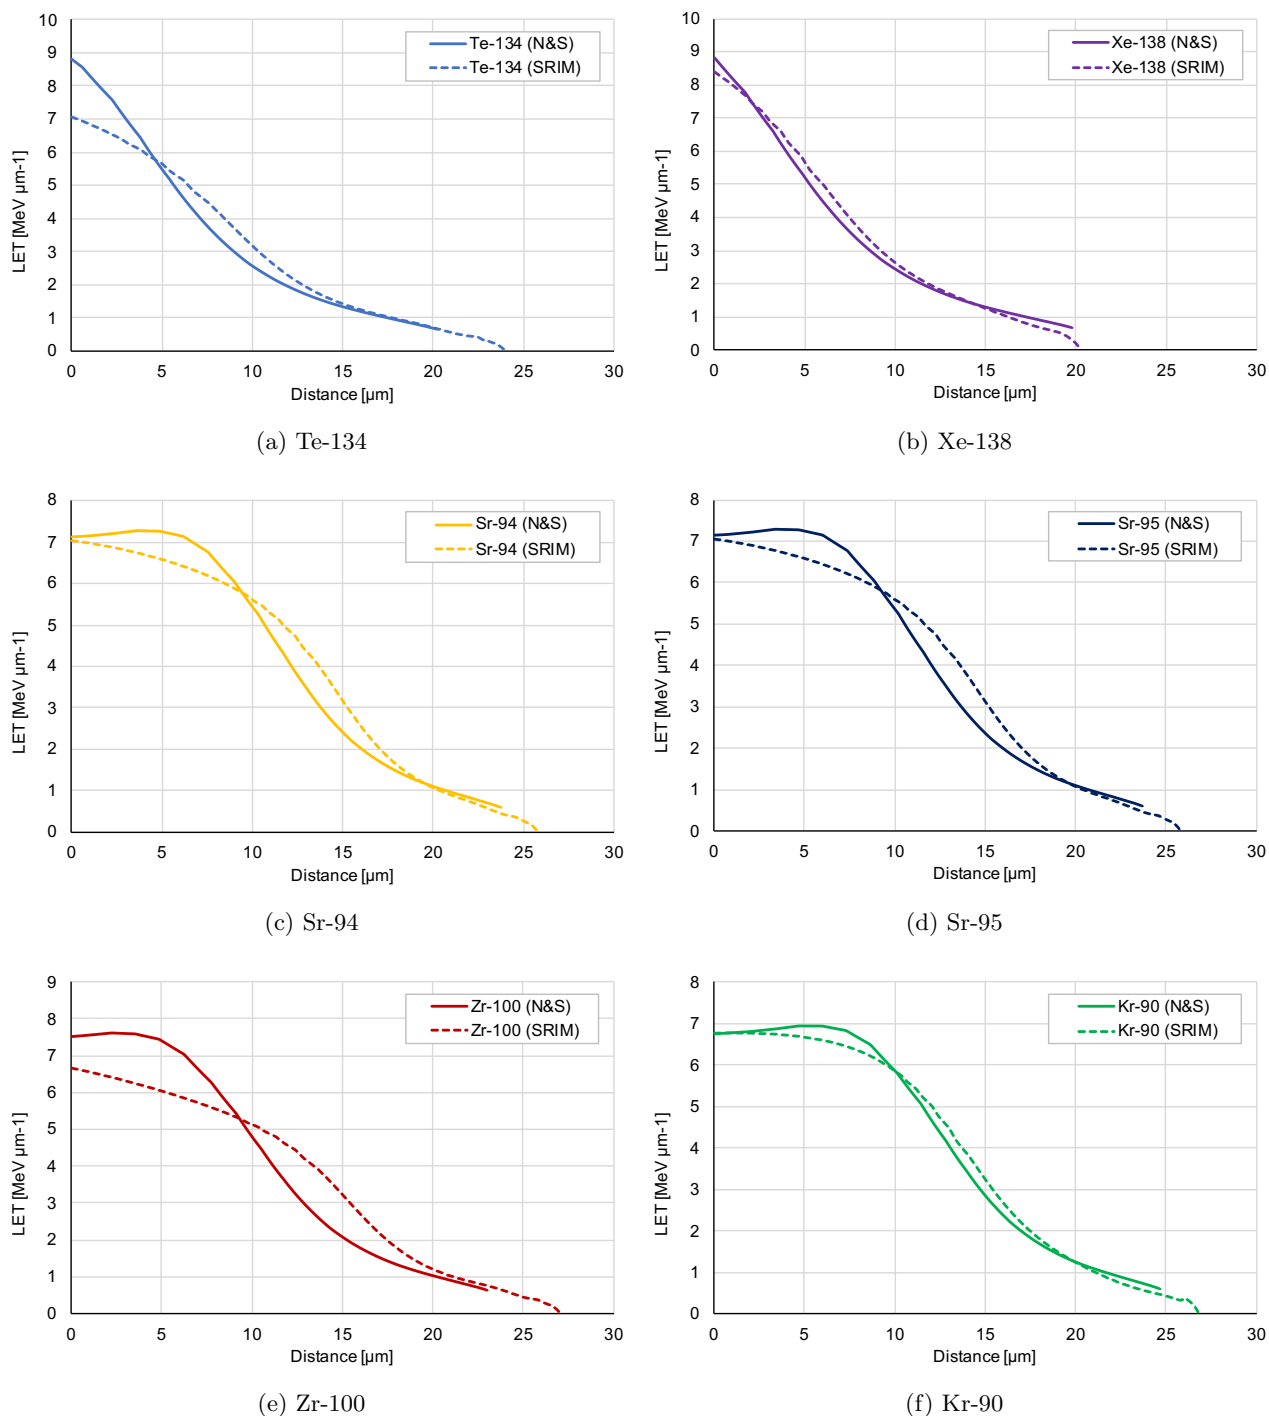 10
9
8
7
6
5
4
3
2
1
0
LET [MeV µm-1]
Te-134 (N&S)
Te-134 (SRIM)
0 5 10 15 20 25 30
Distance [µm]
(a) Te-134
10
9
8
7
6
5
4
3
2
1
0
LET [MeV µm-1]
Xe-138 (N&S)
Xe-138 (SRIM)
0 5 10 15 20 25 30
Distance [µm]
(b) Xe-138
8
7
6
5
4
3
2
1
0
LET [MeV µm-1]
Sr-94 (N&S)
Sr-94 (SRIM)
0 5 10 15 20 25 30
Distance [µm]
(c) Sr-94
8
7
6
5
4
3
2
1
0
LET [MeV µm-1]
Sr-95 (N&S)
Sr-95 (SRIM)
0 5 10 15 20 25 30
Distance [µm]
(d) Sr-95
9
8
7
6
5
4
3
2
1
0
LET [MeV µm-1]
Zr-100 (N&S)
Zr-100 (SRIM)
0 5 10 15 20 25 30
Distance [µm]
(e) Zr-100
8
7
6
5
4
3
2
1
0
LET [MeV µm-1]
Kr-90 (N&S)
Kr-90 (SRIM)
0 5 10 15 20 25 30
Distance [µm]
(f) Kr-90